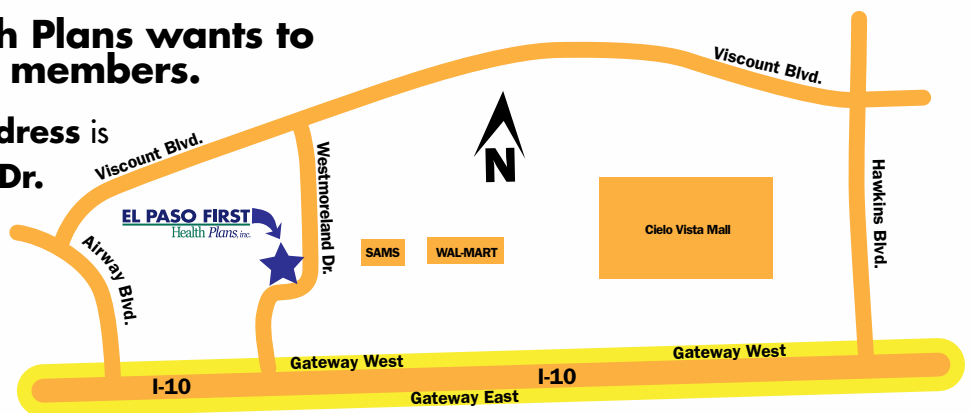 h Plans wants to
members.
dress is
Dr.
Viscount Blvd.
Viscount Blvd.
N
Westmoreland Dr.
Hawkins Blvd.
EL PASO FIRST
Health Plans, inc.
Cielo Vista Mall
Airway Blvd.
SAMS
WAL-MART
Gateway West
Gateway West
I-10
I-10
Gateway East